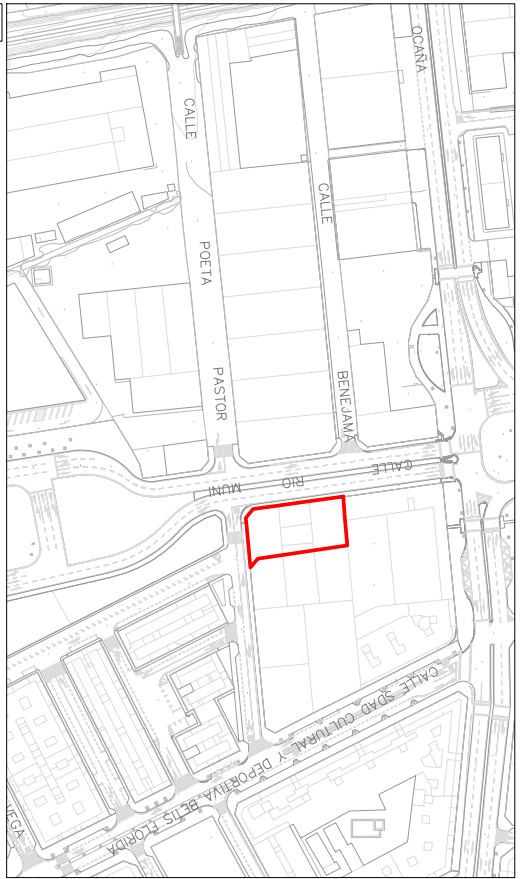 OCAÑA
CALLE
POETA
PASTOR
CALLE
BENEJAMA
CALLE
RIO
MUNI
CALLE SDAD CULTURAL Y DEPORTIVA BETIS FLORIDA
VEGA